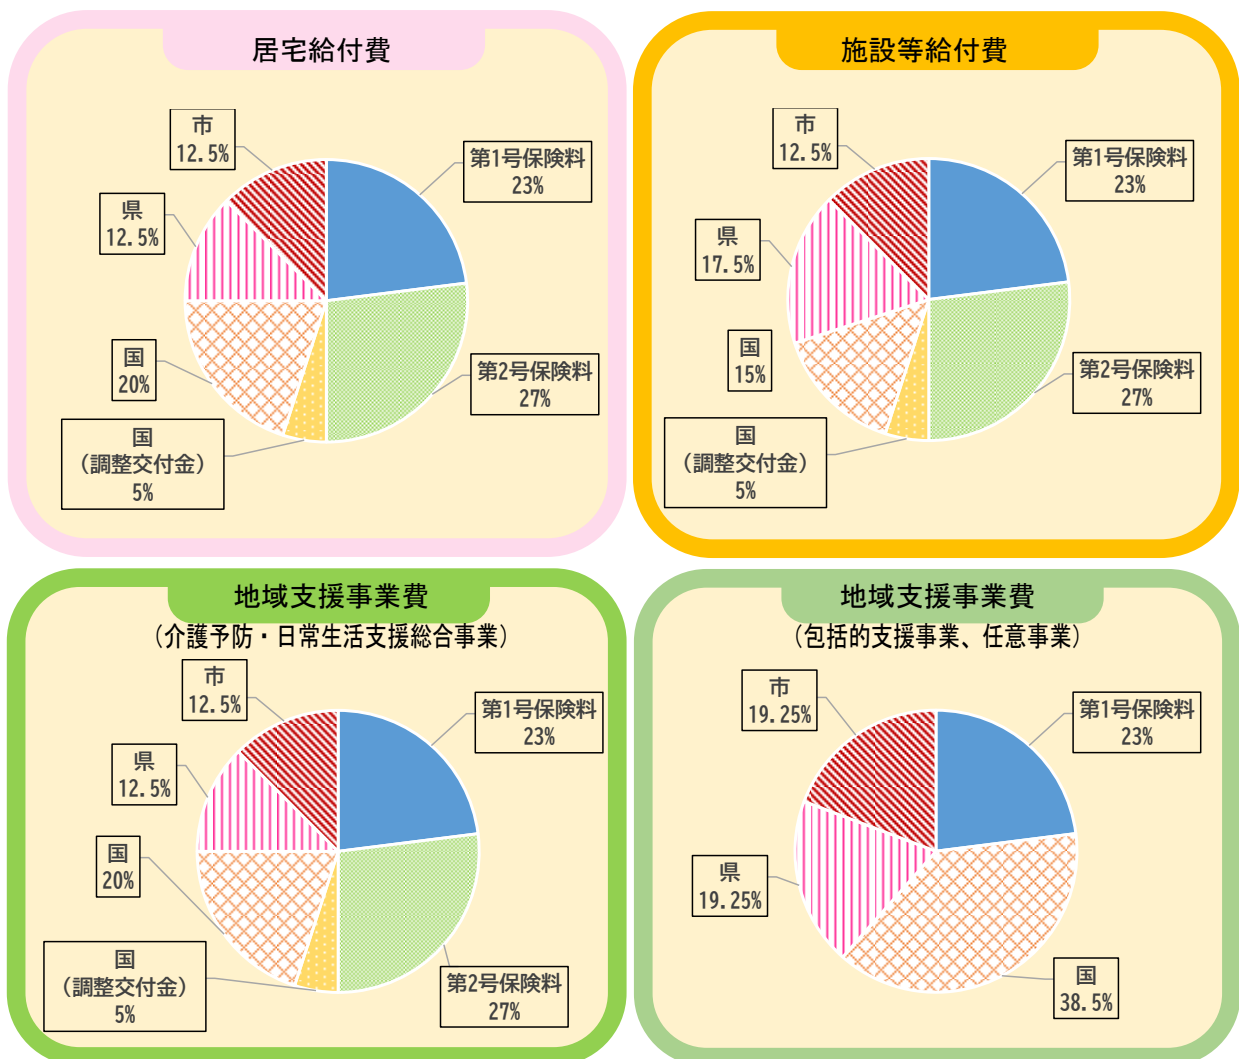 居宅給付費
市
12.5%
第1号保険料
23%
県
12.5%
国
20%
第2号保険料
27%
国
（調整交付金）
5%
施設等給付費
市
12.5%
第1号保険料
23%
県
17.5%
国
15%
第2号保険料
27%
国
（調整交付金）
5%
地域支援事業費
（介護予防・日常生活支援総合事業）
市
12.5%
第1号保険料
23%
県
12.5%
国
20%
国
（調整交付金）
5%
第2号保険料
27%
地域支援事業費
（包括的支援事業、任意事業）
市
19.25%
第1号保険料
23%
県
19.25%
国
38.5%